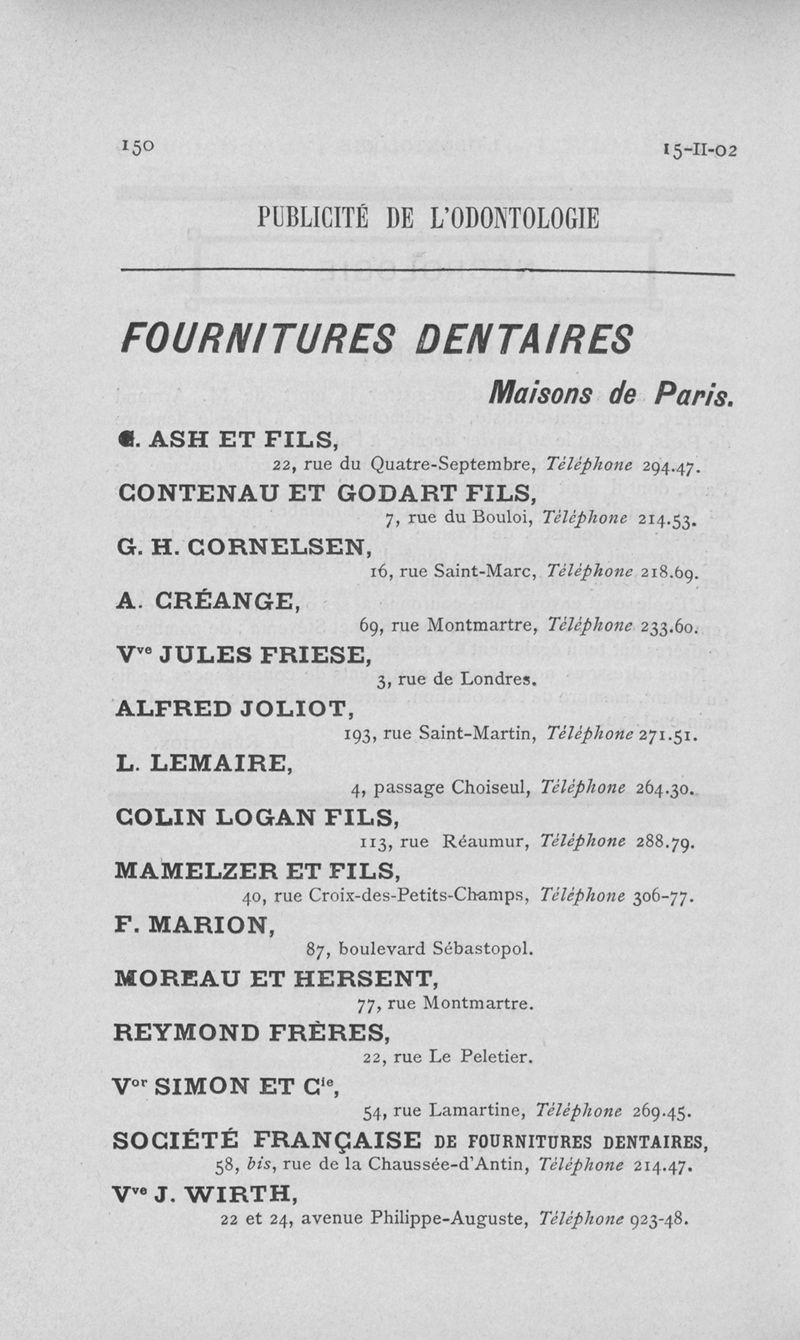 150 15-II-02
PUBLICITÉ DE L'ODONTOLOGIE
FOURNITURES DENTAIRES
Maisons de Paris.
C. ASH ET FILS,
22, rue du Quatre-Septembre, Téléphone 294.47.
CONTENAU ET GODART FILS,
7, rue du Bouloi, Téléphone 214.53.
G. H. CORNELSEN,
16, rue Saint-Marc, Téléphone 218.69.
A. CRÉANGE,
69, rue Montmartre, Téléphone 233.60.
Vve JULES FRIESE,
3, rue de Londres.
ALFRED JOLIOT,
193, rue Saint-Martin, Téléphone 271.51.
L. LEMAIRE,
4, passage Choiseul, Téléphone 264.30.
COLIN LOGAN FILS,
113, rue Réaumur, Téléphone 288.79.
MAMELZER ET FILS,
40, rue Croix-des-Petits-Champs, Téléphone 306-77.
F. MARION,
87, boulevard Sébastopol.
MOREAU ET HERSENT,
77, rue Montmartre.
REYMOND FRÈRES,
22, rue Le Peletier.
Vor SIMON ET Cie,
54, rue Lamartine, Téléphone 269.45.
SOCIÉTÉ FRANÇAISE DE FOURNITURES DENTAIRES,
58, bis, rue de la Chaussée-d'Antin, Téléphone 214.47.
Vve J. WIRTH,
22 et 24, avenue Philippe-Auguste, Téléphone 923-48.